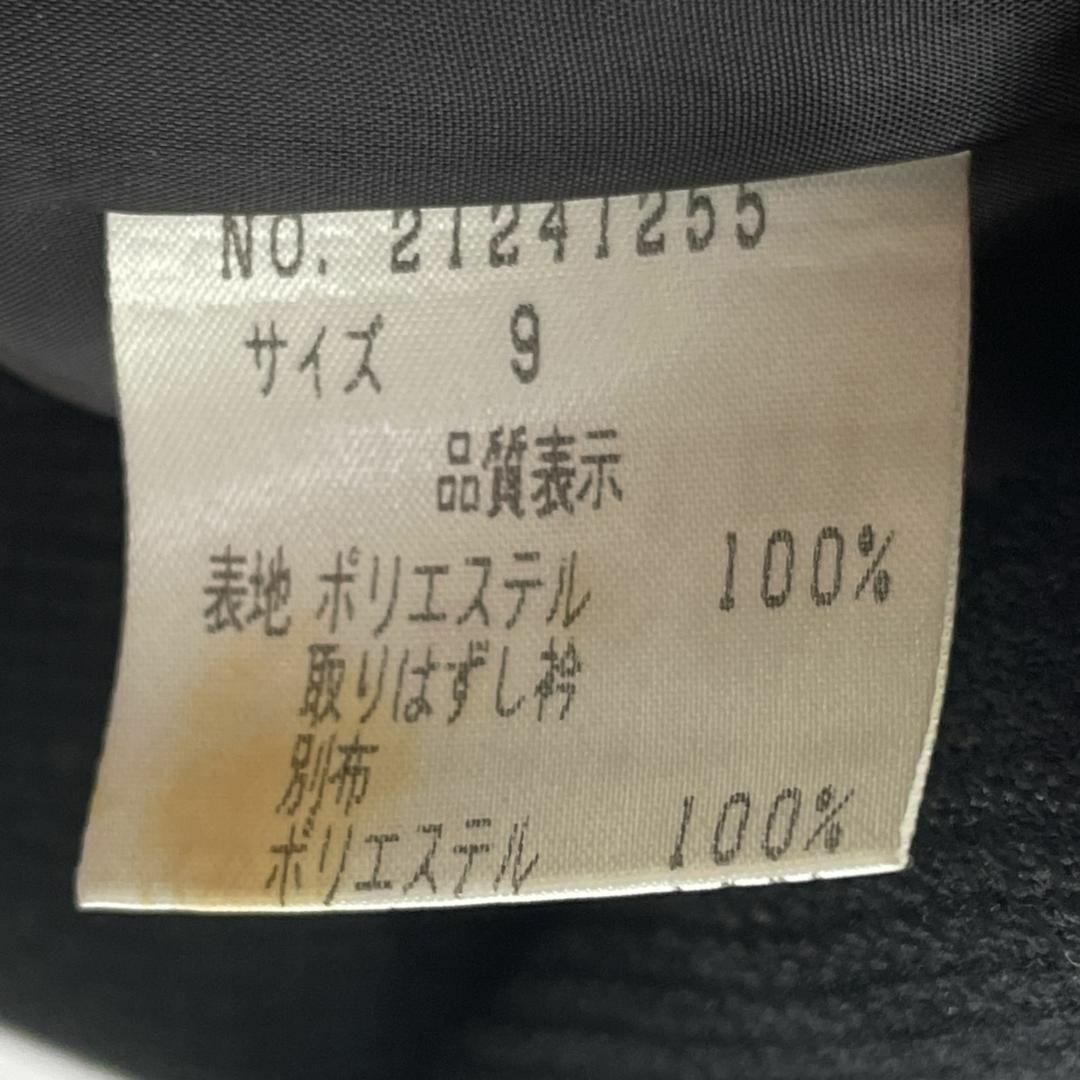 NO. 21241255
サイズ 9
品質表示
表地 ポリエステル 100%
取りはずし衿
別布
ポリエステル 100%